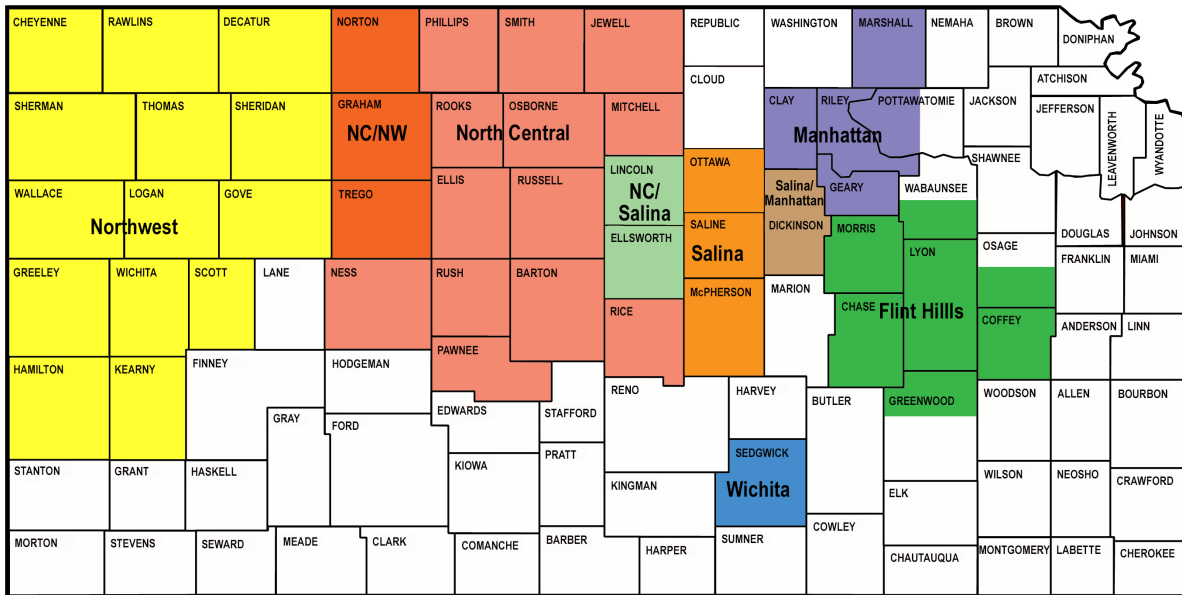 CHEYENNE
RAWLINS
DECATUR
NORTON
PHILLIPS
SMITH
JEWELL
REPUBLIC
WASHINGTON
MARSHALL
NEMAHA
BROWN
DONIPHAN
CLOUD
ATCHISON
SHERMAN
THOMAS
SHERIDAN
GRAHAM
NC/NW
ROOKS
OSBORNE
North Central
MITCHELL
CLAY
RILEY
POTTAWATOMIE
Manhattan
JACKSON
JEFFERSON
LEAVENWORTH
WYANDOTTE
OTTAWA
SHAWNEE
LINCOLN
NC/
Salina
WALLACE
LOGAN
GOVE
Northwest
TREGO
ELLIS
RUSSELL
Salina/
Manhattan
DICKINSON
GEARY
WABAUNSEE
SALINE
Salina
ELLSWORTH
MORRIS
LYON
OSAGE
DOUGLAS
JOHNSON
GREELEY
WICHITA
SCOTT
LANE
NESS
RUSH
BARTON
McPHERSON
MARION
FRANKLIN
MIAMI
RICE
CHASE
Flint Hillls
COFFEY
ANDERSON
LINN
HAMILTON
KEARNY
FINNEY
HODGEMAN
PAWNEE
RENO
HARVEY
BUTLER
GREENWOOD
WOODSON
ALLEN
BOURBON
GRAY
FORD
EDWARDS
STAFFORD
STANTON
GRANT
HASKELL
KIOWA
PRATT
KINGMAN
SEDGWICK
Wichita
ELK
WILSON
NEOSHO
CRAWFORD
MORTON
STEVENS
SEWARD
MEADE
CLARK
COMANCHE
BARBER
HARPER
SUMNER
COWLEY
CHAUTAUQUA
MONTGOMERY
LABETTE
CHEROKEE